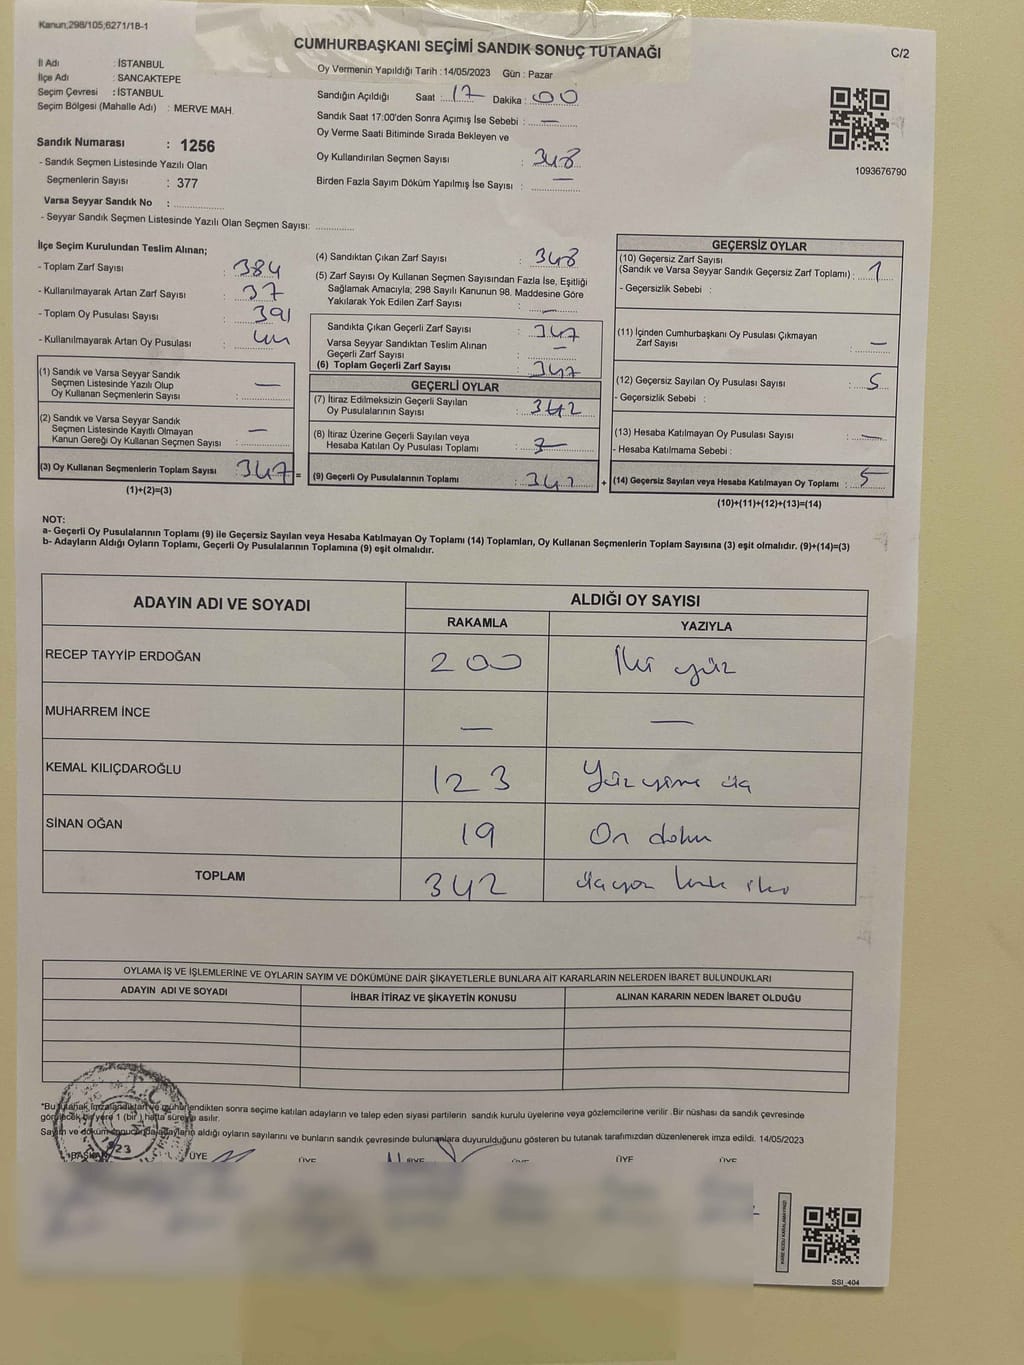 Kanun;298/105;6271/18-1
CUMHURBAŞKANI SEÇİMİ SANDIK SONUÇ TUTANAĞI
C/2
İl Adı : İSTANBUL
İlçe Adı : SANCAKTEPE
Seçim Çevresi : İSTANBUL
Seçim Bölgesi (Mahalle Adı) : MERVE MAH.
Oy Vermenin Yapıldığı Tarih : 14/05/2023 Gün : Pazar
Sandığın Açıldığı Saat : 17 Dakika : 00
Sandık Saat 17:00'den Sonra Açımış İse Sebebi : —
Oy Verme Saati Bitiminde Sırada Bekleyen ve
Oy Kullandırılan Seçmen Sayısı : 348
Birden Fazla Sayım Döküm Yapılmış İse Sayısı : —
1093676790
Sandık Numarası : 1256
- Sandık Seçmen Listesinde Yazılı Olan
Seçmenlerin Sayısı : 377
Varsa Seyyar Sandık No :
- Seyyar Sandık Seçmen Listesinde Yazılı Olan Seçmen Sayısı:
İlçe Seçim Kurulundan Teslim Alınan;
- Toplam Zarf Sayısı : 384
- Kullanılmayarak Artan Zarf Sayısı : 37
- Toplam Oy Pusulası Sayısı : 391
- Kullanılmayarak Artan Oy Pusulası :
(1) Sandık ve Varsa Seyyar Sandık
Seçmen Listesinde Yazılı Olup
Oy Kullanan Seçmenlerin Sayısı : —
(2) Sandık ve Varsa Seyyar Sandık
Seçmen Listesinde Kayıtlı Olmayan
Kanun Gereği Oy Kullanan Seçmen Sayısı : —
(3) Oy Kullanan Seçmenlerin Toplam Sayısı : 347 =
(1)+(2)=(3)
(4) Sandıktan Çıkan Zarf Sayısı : 348
(5) Zarf Sayısı Oy Kullanan Seçmen Sayısından Fazla İse, Eşitliği
Sağlamak Amacıyla; 298 Sayılı Kanunun 98. Maddesine Göre
Yakılarak Yok Edilen Zarf Sayısı : —
Sandıkta Çıkan Geçerli Zarf Sayısı : 347
Varsa Seyyar Sandıktan Teslim Alınan
Geçerli Zarf Sayısı : —
(6) Toplam Geçerli Zarf Sayısı : 347
GEÇERLİ OYLAR
(7) İtiraz Edilmeksizin Geçerli Sayılan
Oy Pusulalarının Sayısı : 342
(8) İtiraz Üzerine Geçerli Sayılan veya
Hesaba Katılan Oy Pusulası Toplamı :
(9) Geçerli Oy Pusulalarının Toplamı : 342 +
GEÇERSİZ OYLAR
(10) Geçersiz Zarf Sayısı
(Sandık ve Varsa Seyyar Sandık Geçersiz Zarf Toplamı) : 1
- Geçersizlik Sebebi :
(11) İçinden Cumhurbaşkanı Oy Pusulası Çıkmayan
Zarf Sayısı : —
(12) Geçersiz Sayılan Oy Pusulası Sayısı : 5
- Geçersizlik Sebebi :
(13) Hesaba Katılmayan Oy Pusulası Sayısı : —
- Hesaba Katılmama Sebebi :
(14) Geçersiz Sayılan veya Hesaba Katılmayan Oy Toplamı : 5
(10)+(11)+(12)+(13)=(14)
NOT:
a- Geçerli Oy Pusulalarının Toplamı (9) ile Geçersiz Sayılan veya Hesaba Katılmayan Oy Toplamı (14) Toplamları, Oy Kullanan Seçmenlerin Toplam Sayısına (3) eşit olmalıdır. (9)+(14)=(3)
b- Adayların Aldığı Oyların Toplamı, Geçerli Oy Pusulalarının Toplamına (9) eşit olmalıdır.
ADAYIN ADI VE SOYADI ALDIĞI OY SAYISI
RAKAMLA YAZIYLA
RECEP TAYYİP ERDOĞAN 200 İki yüz
MUHARREM İNCE — —
KEMAL KILIÇDAROĞLU 123 Yüz yirmi üç
SİNAN OĞAN 19 On dokuz
TOPLAM 342 üçyüz kırk iki
OYLAMA İŞ VE İŞLEMLERİNE VE OYLARIN SAYIM VE DÖKÜMÜNE DAİR ŞİKAYETLERLE BUNLARA AİT KARARLARIN NELERDEN İBARET BULUNDUKLARI
ADAYIN ADI VE SOYADI İHBAR İTİRAZ VE ŞİKAYETİN KONUSU ALINAN KARARIN NEDEN İBARET OLDUĞU
*Bu tutanak imzalandıktan ve mühürlendikten sonra seçime katılan adayların ve talep eden siyasi partilerin sandık kurulu üyelerine veya gözlemcilerine verilir. Bir nüshası da sandık çevresinde
görülecek bir yere 1 (bir) hafta süreyle asılır.
Sayım ve döküm sonucunda adayların aldığı oyların sayılarını ve bunların sandık çevresinde bulunanlara duyurulduğunu gösteren bu tutanak tarafımızdan düzenlenerek imza edildi. 14/05/2023
BAŞKAN ÜYE ÜYE ÜYE ÜYE ÜYE ÜYE
T.C.
1923
SSI_404